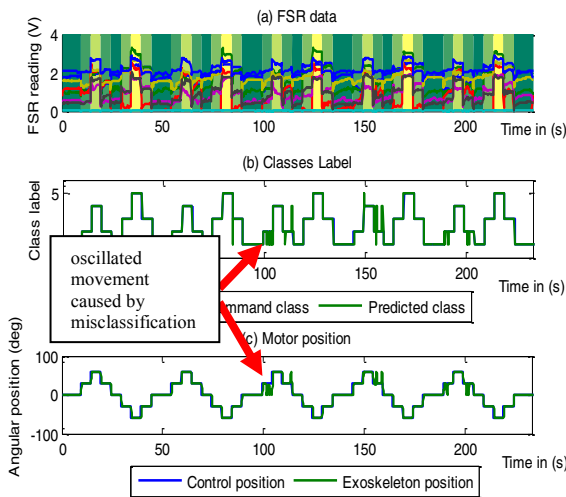 (a) FSR data
4
2
0
FSR reading (V)
0 50 100 150 200
Time in (s)
(b) Classes Label
5
Class label
0 50 100 150 200
Time in (s)
oscillated
movement
caused by
misclassification
Predicted class
(c) Motor position
100
0
-100
Angular position (deg)
0 50 100 150 200
Time in (s)
Control position Exoskeleton position